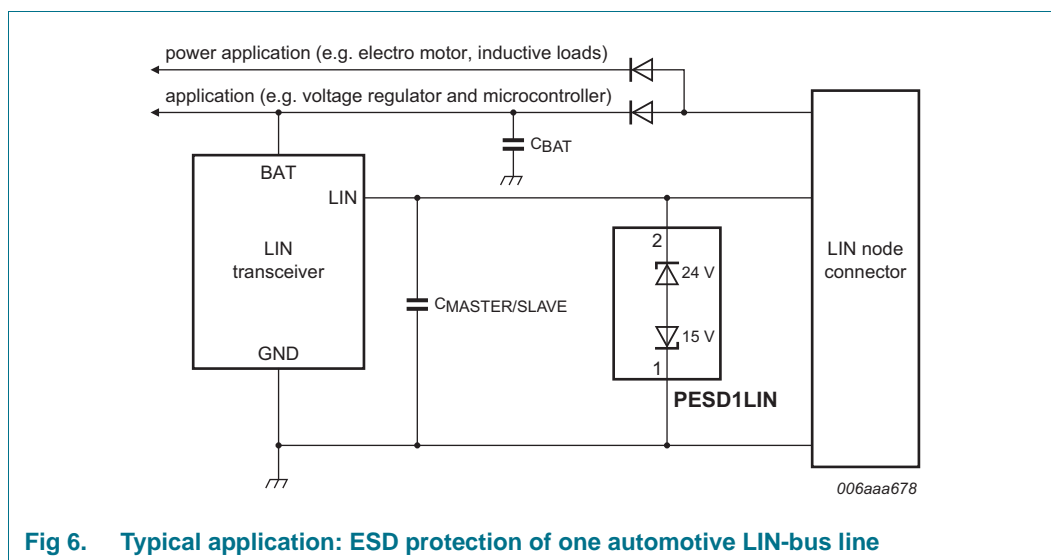 power application (e.g. electro motor, inductive loads)
application (e.g. voltage regulator and microcontroller)
CBAT
BAT
LIN
LIN
transceiver
GND
CMASTER/SLAVE
2
24 V
15 V
1
PESD1LIN
LIN node
connector
006aaa678
Fig 6. Typical application: ESD protection of one automotive LIN-bus line